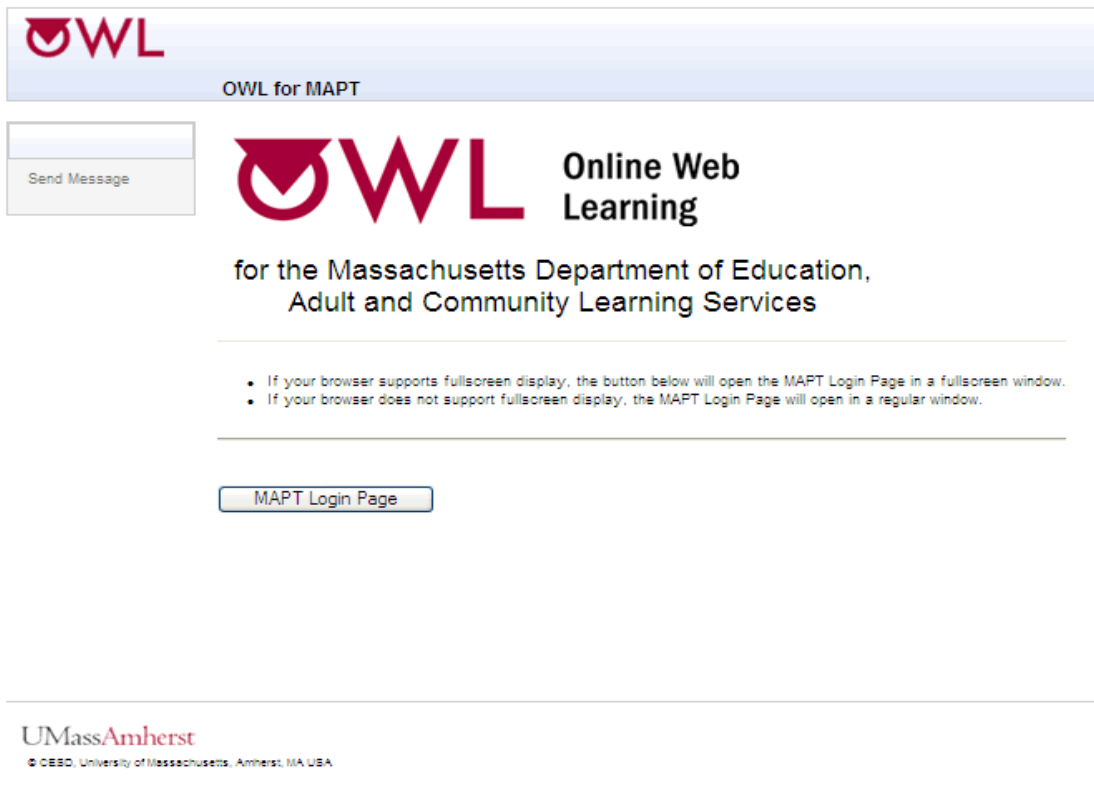 OWL
OWL for MAPT
Send Message
OWL
Online Web
Learning
for the Massachusetts Department of Education,
Adult and Community Learning Services
• If your browser supports fullscreen display, the button below will open the MAPT Login Page in a fullscreen window.
• If your browser does not support fullscreen display, the MAPT Login Page will open in a regular window.
MAPT Login Page
UMassAmherst
© CESD, University of Massachusetts, Amherst, MA USA